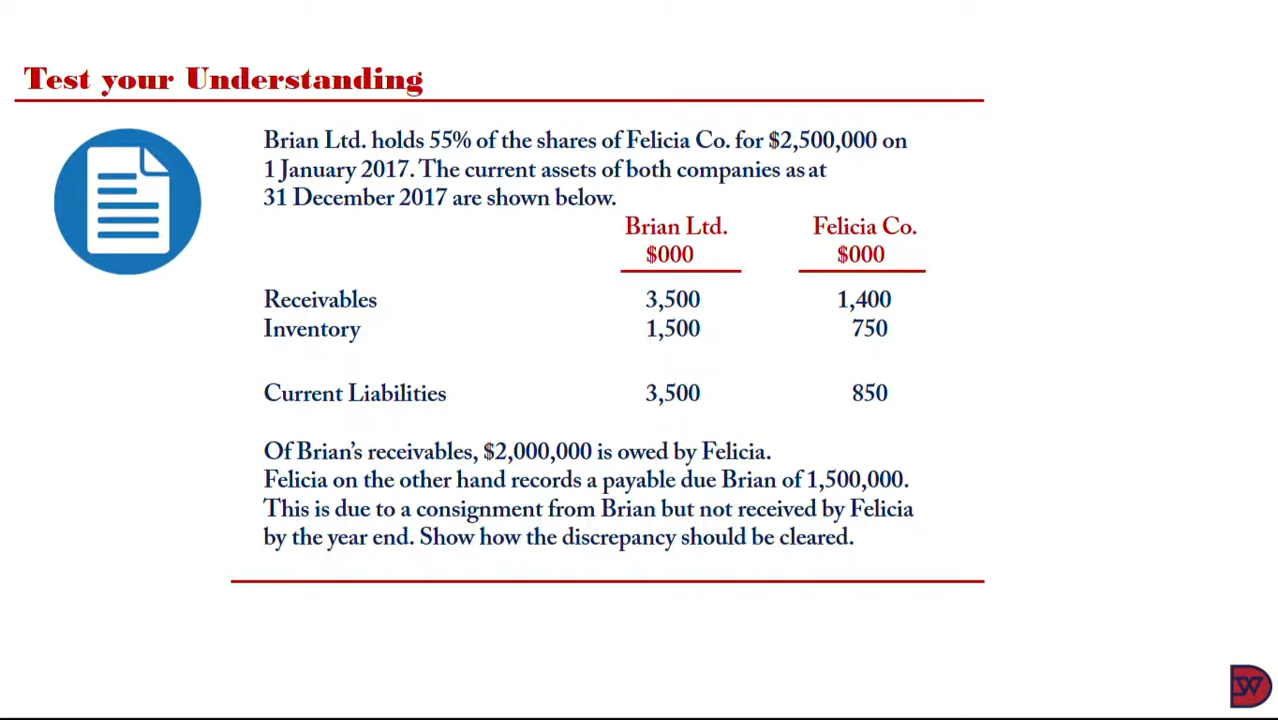 Test your Understanding
Brian Ltd. holds 55% of the shares of Felicia Co. for $2,500,000 on
1 January 2017. The current assets of both companies as at
31 December 2017 are shown below.
Brian Ltd. Felicia Co.
$000 $000
Receivables 3,500 1,400
Inventory 1,500 750
Current Liabilities 3,500 850
Of Brian's receivables, $2,000,000 is owed by Felicia.
Felicia on the other hand records a payable due Brian of 1,500,000.
This is due to a consignment from Brian but not received by Felicia
by the year end. Show how the discrepancy should be cleared.
DW